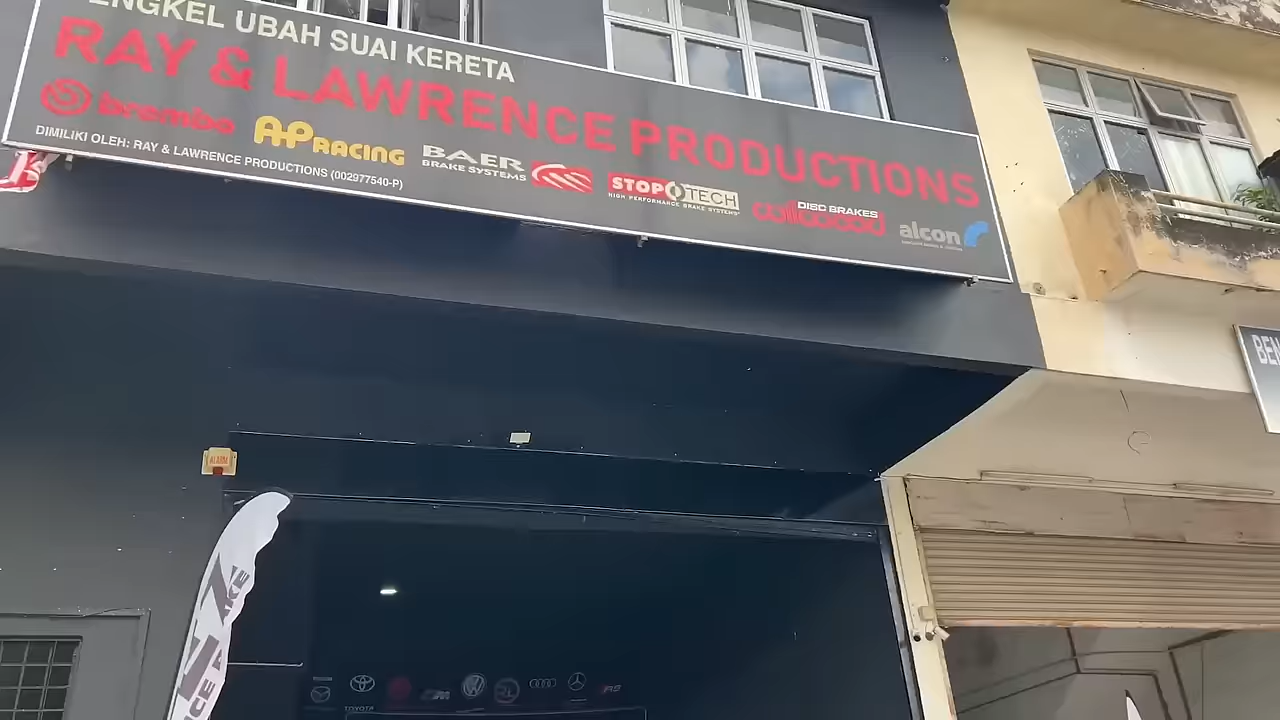 ENGKEL UBAH SUAI KERETA
RAY & LAWRENCE PRODUCTIONS
brembo
AP RACING
BAER
BRAKE SYSTEMS
STOPTECH
HIGH PERFORMANCE BRAKE SYSTEMS
DISC BRAKES
wilwood
alcon
DIMILIKI OLEH: RAY & LAWRENCE PRODUCTIONS (002977540-P)
BEN
ALARM
TOYOTA